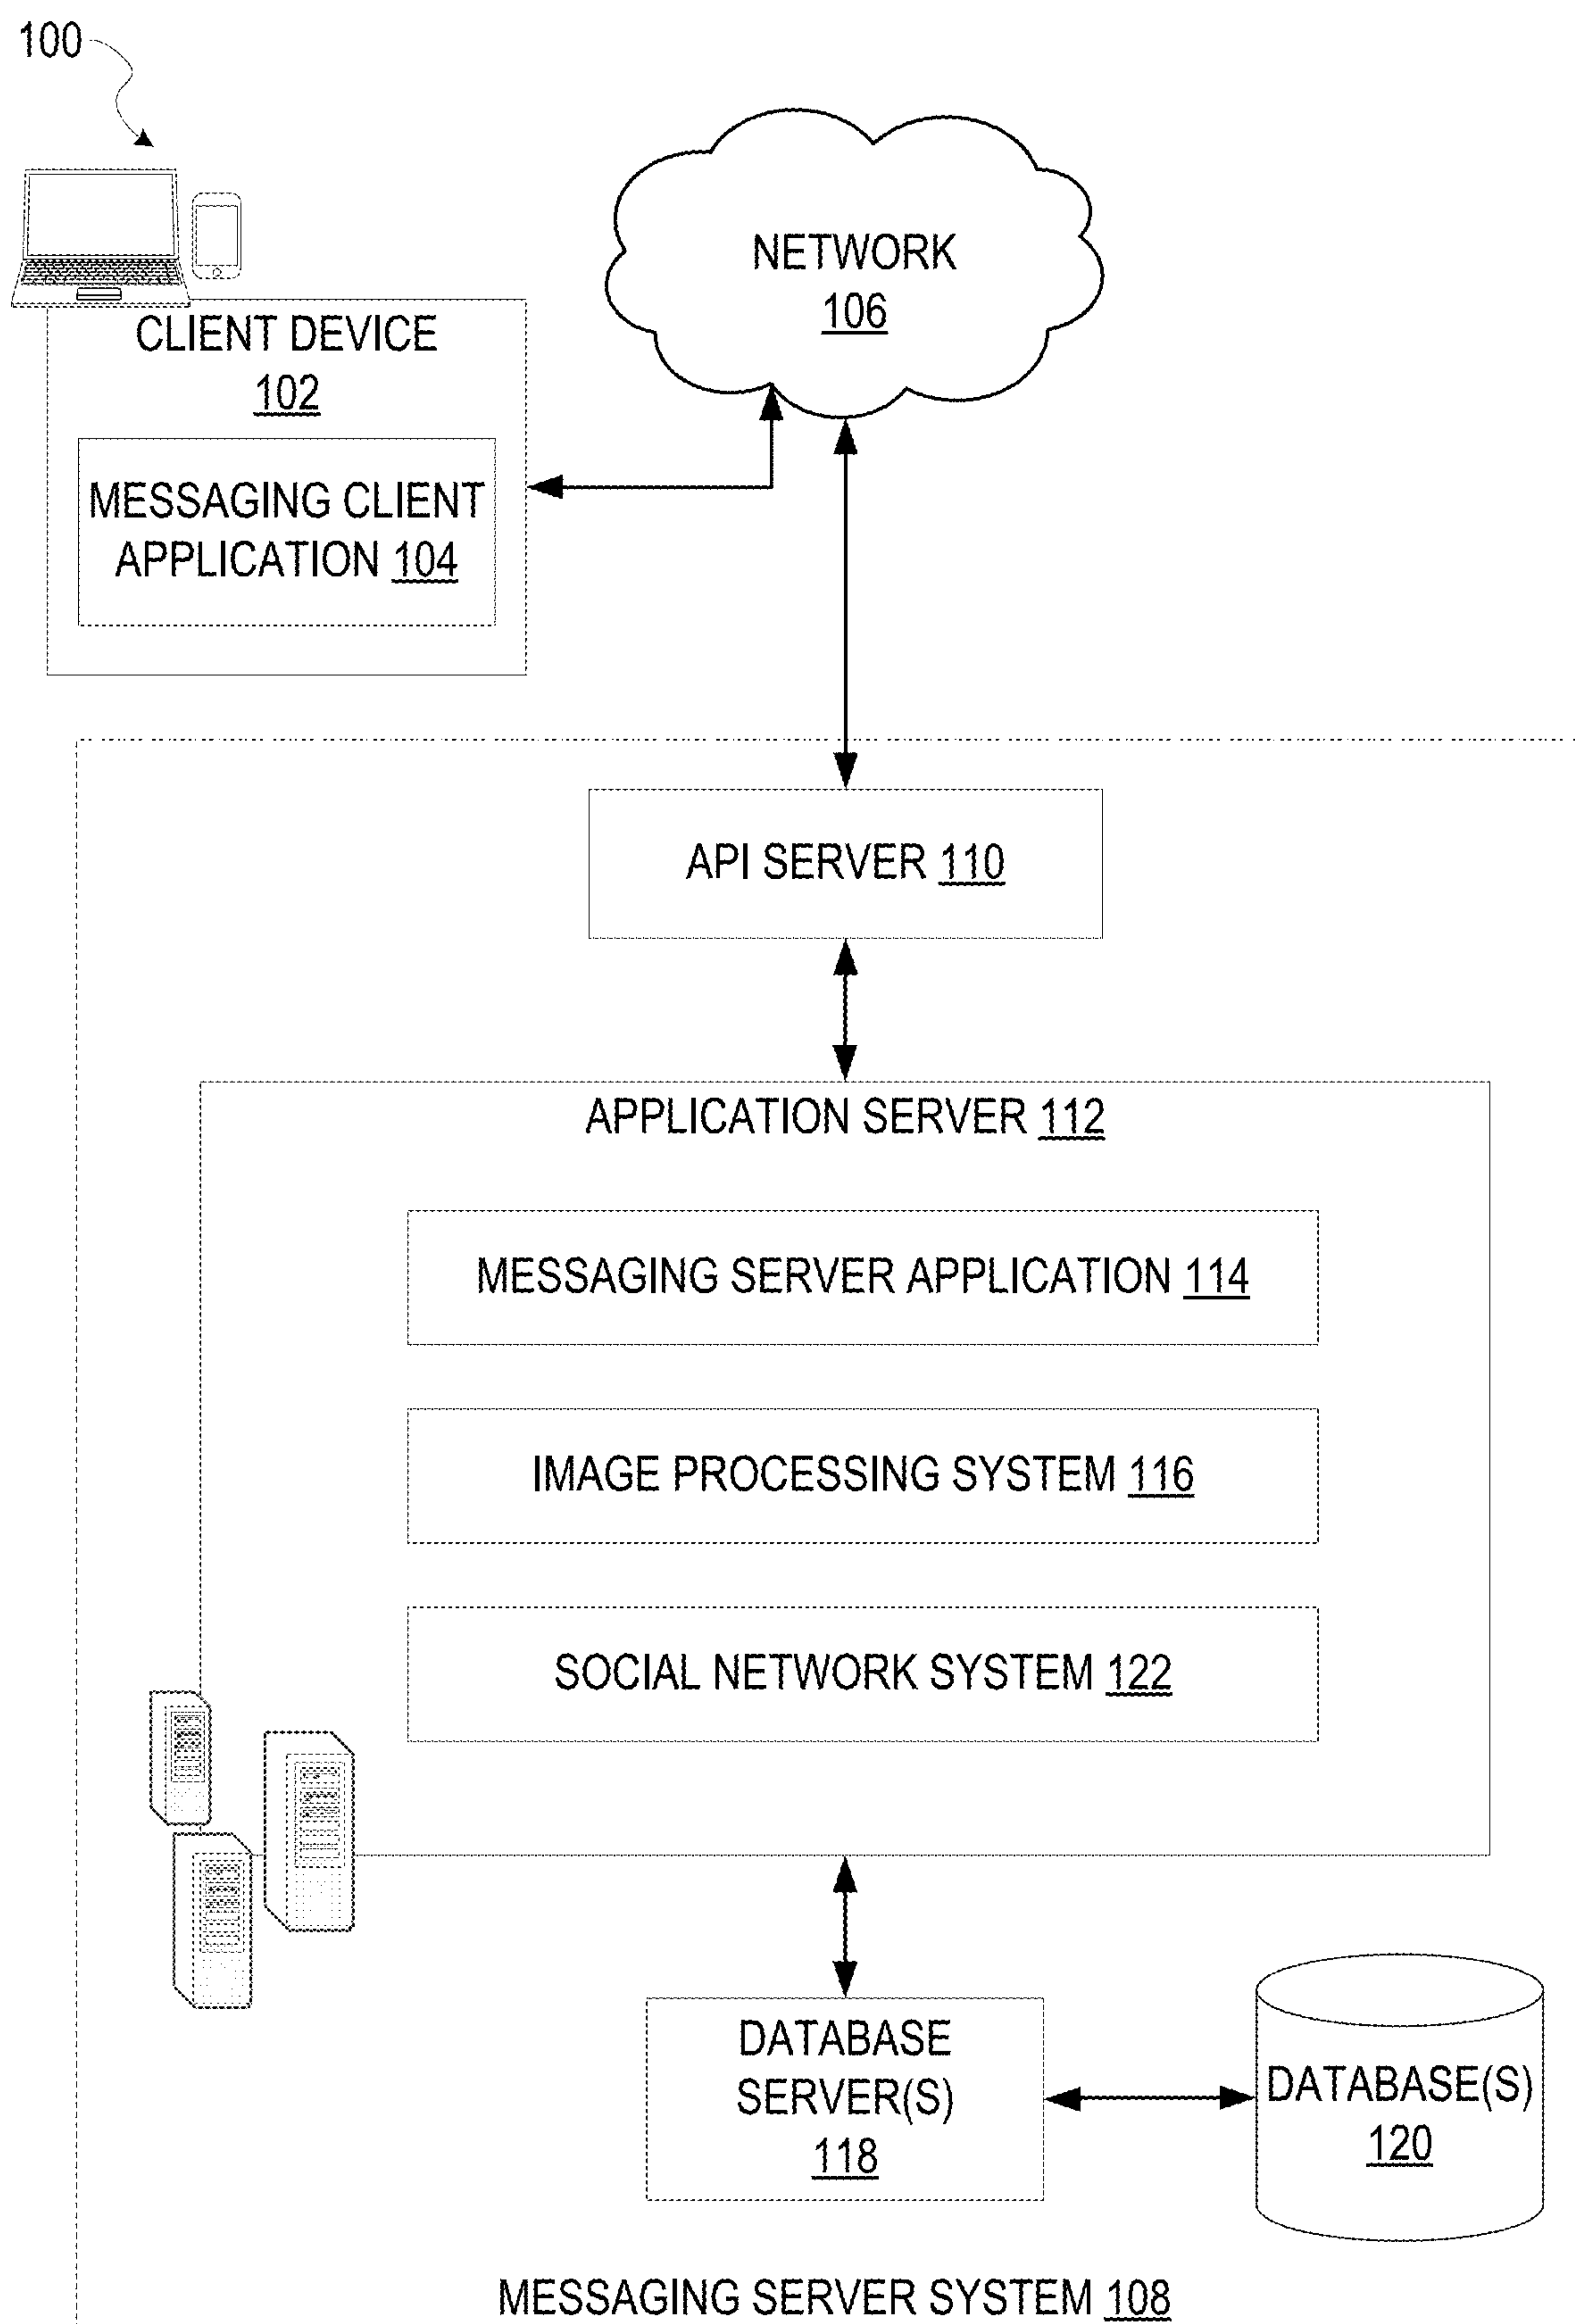 100
NETWORK
106
CLIENT DEVICE
102
MESSAGING CLIENT
APPLICATION 104
API SERVER 110
APPLICATION SERVER 112
MESSAGING SERVER APPLICATION 114
IMAGE PROCESSING SYSTEM 116
SOCIAL NETWORK SYSTEM 122
DATABASE
SERVER(S)
118
DATABASE(S)
120
MESSAGING SERVER SYSTEM 108